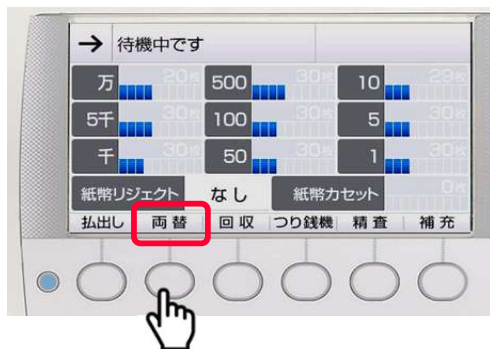 → 待機中です
万 20枚 500 30枚 10 29枚
5千 30枚 100 30枚 5 30枚
千 30枚 50 30枚 1 30枚
紙幣リジェクト なし 紙幣カセット 0枚
払出し 両替 回収 つり銭機 精査 補充